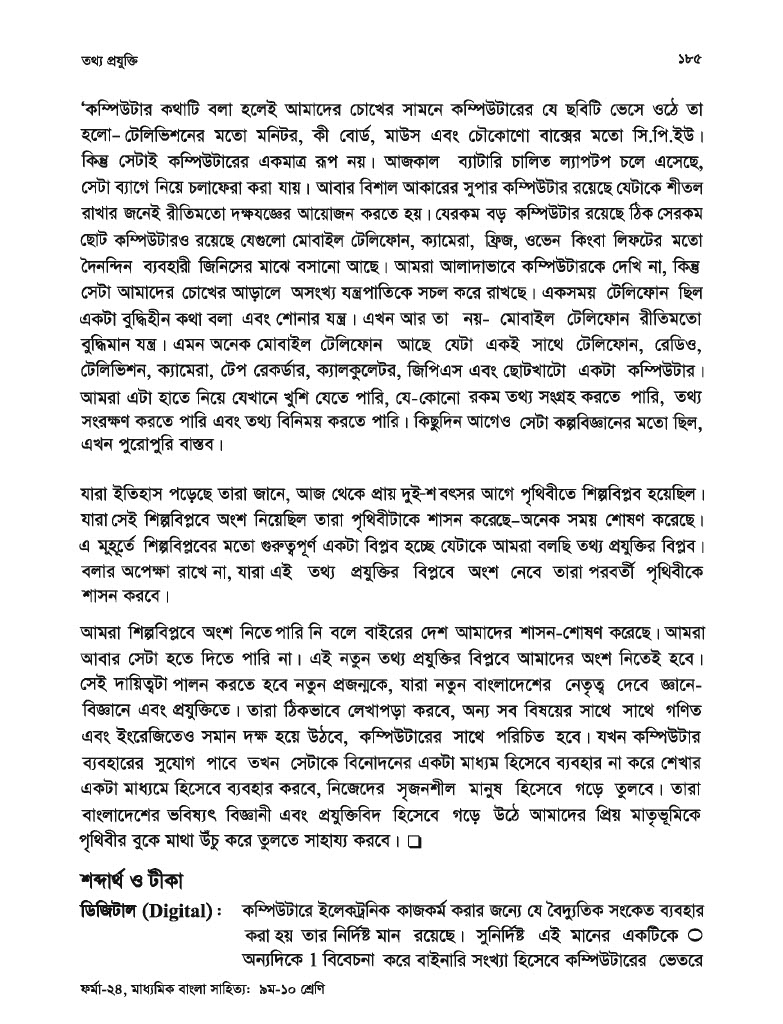 তথ্য প্রযুক্তি ১৮৫
‘কম্পিউটার কথাটি বলা হলেই আমাদের চোখের সামনে কম্পিউটারের যে ছবিটি ভেসে ওঠে তা
হলো– টেলিভিশনের মতো মনিটর, কী বোর্ড, মাউস এবং চৌকোণো বাক্সের মতো সি.পি.ইউ।
কিন্তু সেটাই কম্পিউটারের একমাত্র রূপ নয়। আজকাল ব্যাটারি চালিত ল্যাপটপ চলে এসেছে,
সেটা ব্যাগে নিয়ে চলাফেরা করা যায়। আবার বিশাল আকারের সুপার কম্পিউটার রয়েছে যেটাকে শীতল
রাখার জন্যেই রীতিমতো দক্ষযজ্ঞের আয়োজন করতে হয়। যেরকম বড় কম্পিউটার রয়েছে ঠিক সেরকম
ছোট কম্পিউটারও রয়েছে যেগুলো মোবাইল টেলিফোন, ক্যামেরা, ফ্রিজ, ওভেন কিংবা লিফটের মতো
দৈনন্দিন ব্যবহারী জিনিসের মাঝে বসানো আছে। আমরা আলাদাভাবে কম্পিউটারকে দেখি না, কিন্তু
সেটা আমাদের চোখের আড়ালে অসংখ্য যন্ত্রপাতিকে সচল করে রাখছে। একসময় টেলিফোন ছিল
একটা বুদ্ধিহীন কথা বলা এবং শোনার যন্ত্র। এখন আর তা নয়- মোবাইল টেলিফোন রীতিমতো
বুদ্ধিমান যন্ত্র। এমন অনেক মোবাইল টেলিফোন আছে যেটা একই সাথে টেলিফোন, রেডিও,
টেলিভিশন, ক্যামেরা, টেপ রেকর্ডার, ক্যালকুলেটর, জিপিএস এবং ছোটখাটো একটা কম্পিউটার।
আমরা এটা হাতে নিয়ে যেখানে খুশি যেতে পারি, যে-কোনো রকম তথ্য সংগ্রহ করতে পারি, তথ্য
সংরক্ষণ করতে পারি এবং তথ্য বিনিময় করতে পারি। কিছুদিন আগেও সেটা কল্পবিজ্ঞানের মতো ছিল,
এখন পুরোপুরি বাস্তব।
যারা ইতিহাস পড়েছে তারা জানে, আজ থেকে প্রায় দুই-শ বৎসর আগে পৃথিবীতে শিল্পবিপ্লব হয়েছিল।
যারা সেই শিল্পবিপ্লবে অংশ নিয়েছিল তারা পৃথিবীটাকে শাসন করেছে–অনেক সময় শোষণ করেছে।
এ মুহূর্তে শিল্পবিপ্লবের মতো গুরুত্বপূর্ণ একটা বিপ্লব হচ্ছে যেটাকে আমরা বলছি তথ্য প্রযুক্তির বিপ্লব।
বলার অপেক্ষা রাখে না, যারা এই তথ্য প্রযুক্তির বিপ্লবে অংশ নেবে তারা পরবর্তী পৃথিবীকে
শাসন করবে।
আমরা শিল্পবিপ্লবে অংশ নিতে পারি নি বলে বাইরের দেশ আমাদের শাসন-শোষণ করেছে। আমরা
আবার সেটা হতে দিতে পারি না। এই নতুন তথ্য প্রযুক্তির বিপ্লবে আমাদের অংশ নিতেই হবে।
সেই দায়িত্বটা পালন করতে হবে নতুন প্রজন্মকে, যারা নতুন বাংলাদেশের নেতৃত্ব দেবে জ্ঞানে-
বিজ্ঞানে এবং প্রযুক্তিতে। তারা ঠিকভাবে লেখাপড়া করবে, অন্য সব বিষয়ের সাথে সাথে গণিত
এবং ইংরেজিতেও সমান দক্ষ হয়ে উঠবে, কম্পিউটারের সাথে পরিচিত হবে। যখন কম্পিউটার
ব্যবহারের সুযোগ পাবে তখন সেটাকে বিনোদনের একটা মাধ্যম হিসেবে ব্যবহার না করে শেখার
একটা মাধ্যমে হিসেবে ব্যবহার করবে, নিজেদের সৃজনশীল মানুষ হিসেবে গড়ে তুলবে। তারা
বাংলাদেশের ভবিষ্যৎ বিজ্ঞানী এবং প্রযুক্তিবিদ হিসেবে গড়ে উঠে আমাদের প্রিয় মাতৃভূমিকে
পৃথিবীর বুকে মাথা উঁচু করে তুলতে সাহায্য করবে। ❑
শব্দার্থ ও টীকা
ডিজিটাল (Digital) : কম্পিউটারে ইলেকট্রনিক কাজকর্ম করার জন্যে যে বৈদ্যুতিক সংকেত ব্যবহার
করা হয় তার নির্দিষ্ট মান রয়েছে। সুনির্দিষ্ট এই মানের একটিকে O
অন্যদিকে 1 বিবেচনা করে বাইনারি সংখ্যা হিসেবে কম্পিউটারের ভেতরে
ফর্মা-২৪, মাধ্যমিক বাংলা সাহিত্য: ৯ম-১০ শ্রেণি